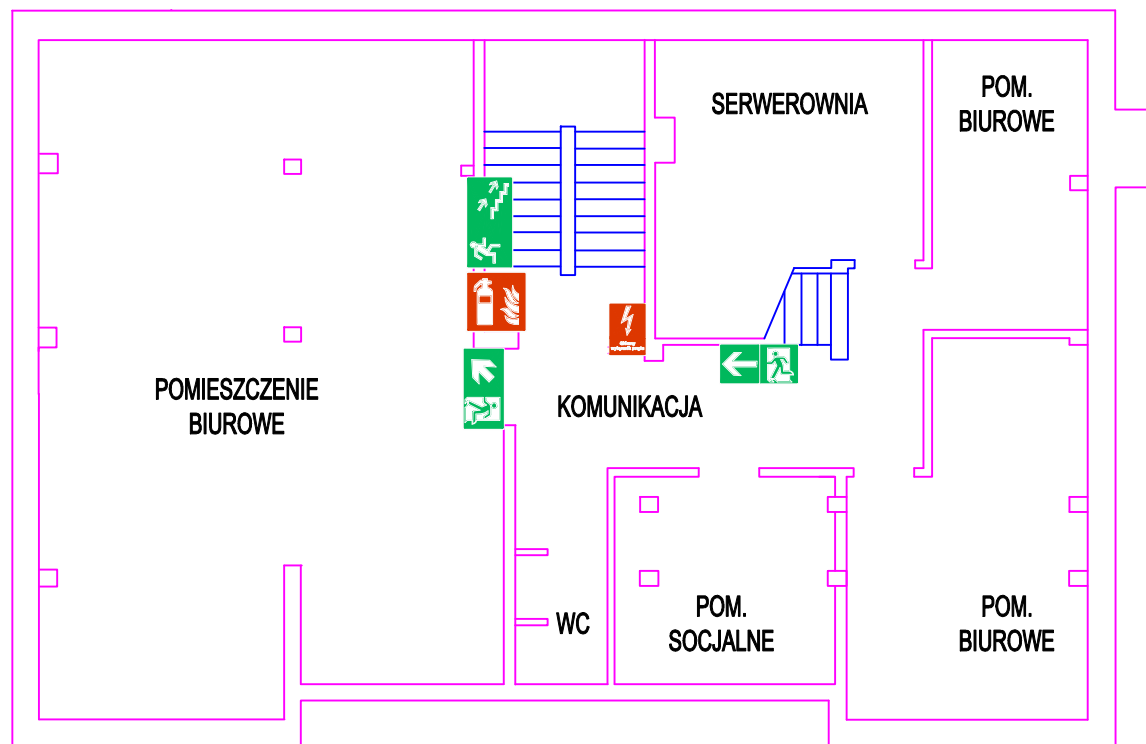 SERWEROWNIA
POM.
BIUROWE
POMIESZCZENIE
BIUROWE
KOMUNIKACJA
WC
POM.
SOCJALNE
POM.
BIUROWE